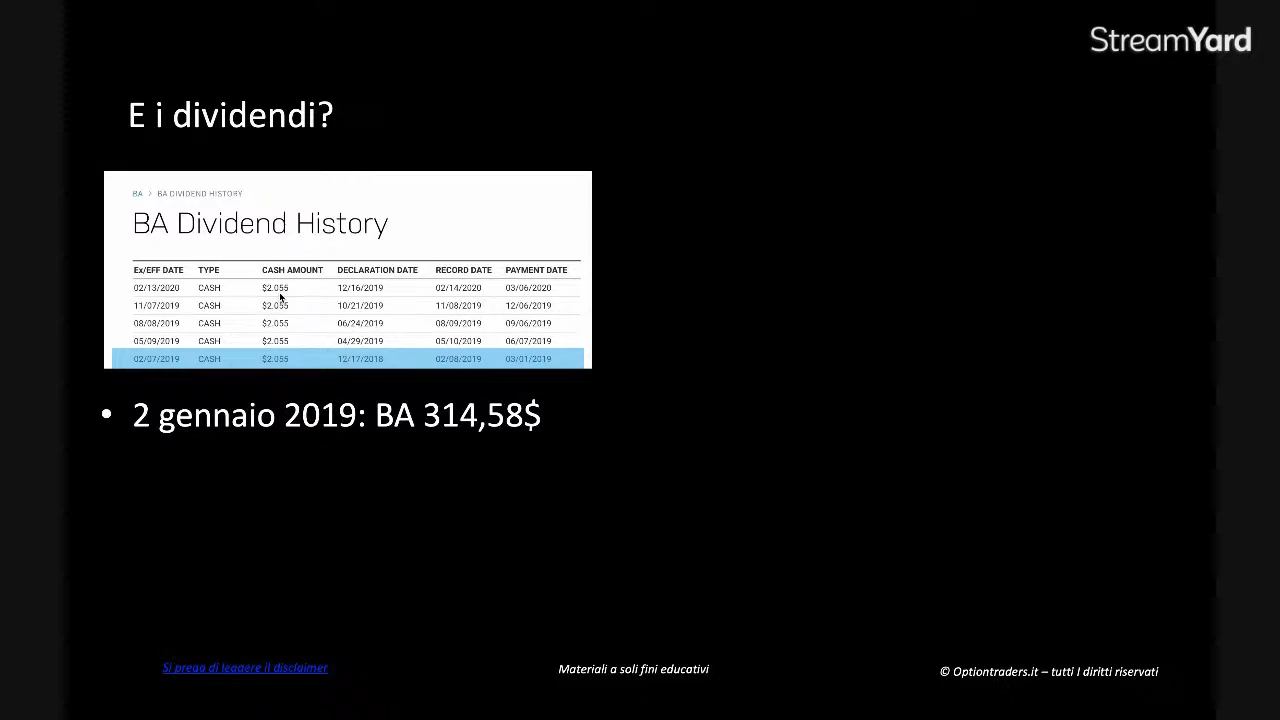 StreamYard
E i dividendi?
BA > BA DIVIDEND HISTORY
BA Dividend History
Ex/EFF DATE TYPE CASH AMOUNT DECLARATION DATE RECORD DATE PAYMENT DATE
02/13/2020 CASH $2.055 12/16/2019 02/14/2020 03/06/2020
11/07/2019 CASH $2.055 10/21/2019 11/08/2019 12/06/2019
08/08/2019 CASH $2.055 06/24/2019 08/09/2019 09/06/2019
05/09/2019 CASH $2.055 04/29/2019 05/10/2019 06/07/2019
02/07/2019 CASH $2.055 12/17/2018 02/08/2019 03/01/2019
• 2 gennaio 2019: BA 314,58$
Si prega di leggere il disclaimer
Materiali a soli fini educativi
© Optiontraders.it – tutti I diritti riservati